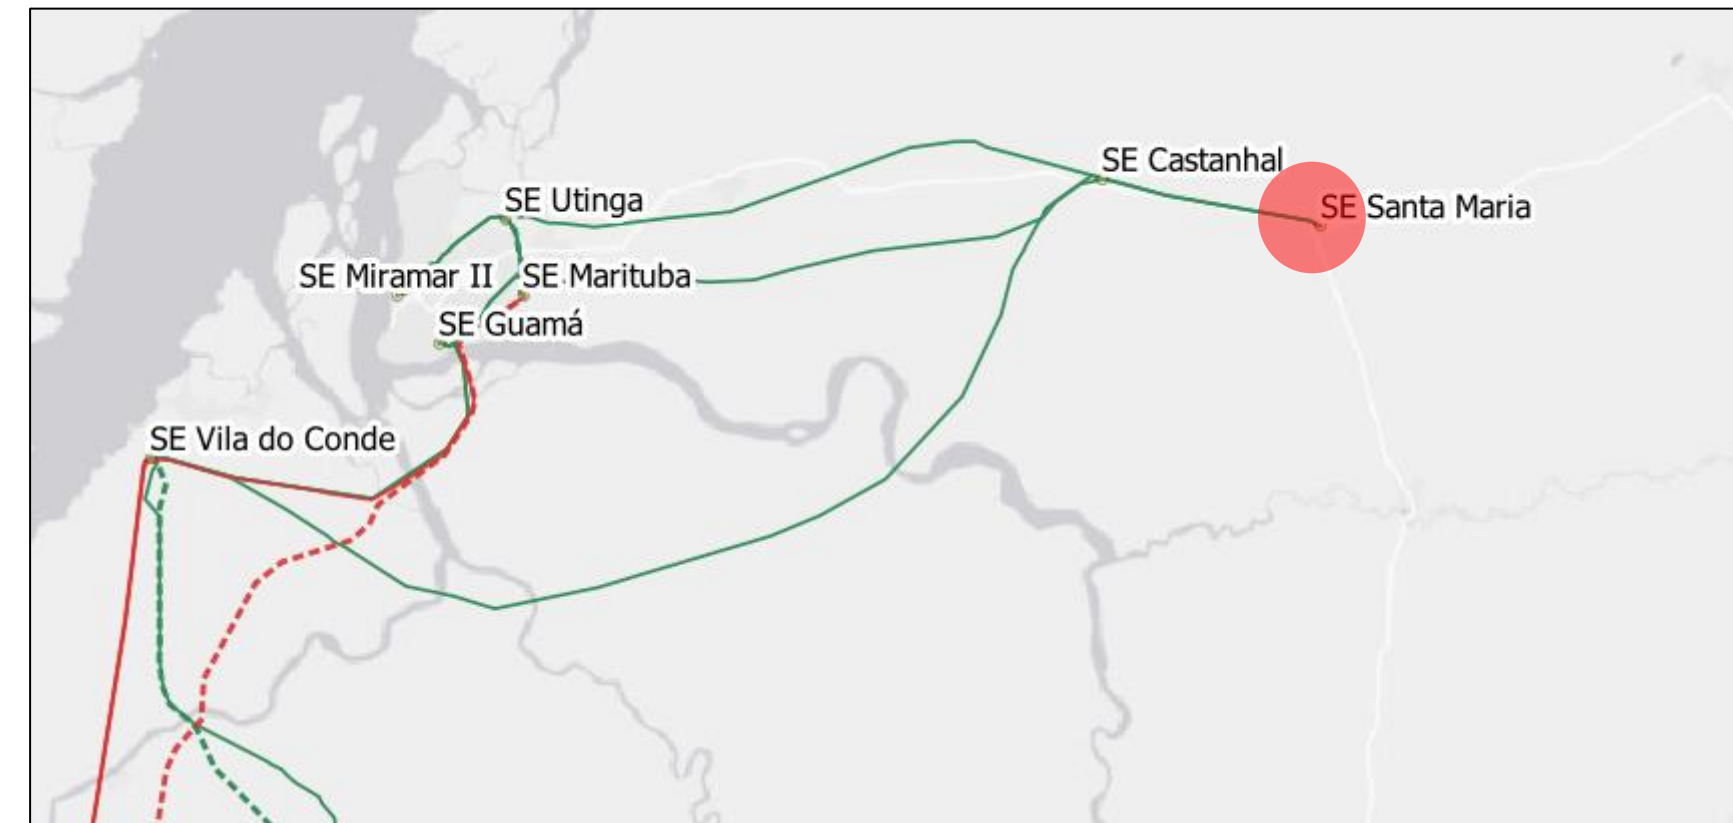 SE Castanhal
SE Utinga
SE Santa Maria
SE Miramar II
SE Marituba
SE Guamá
SE Vila do Conde